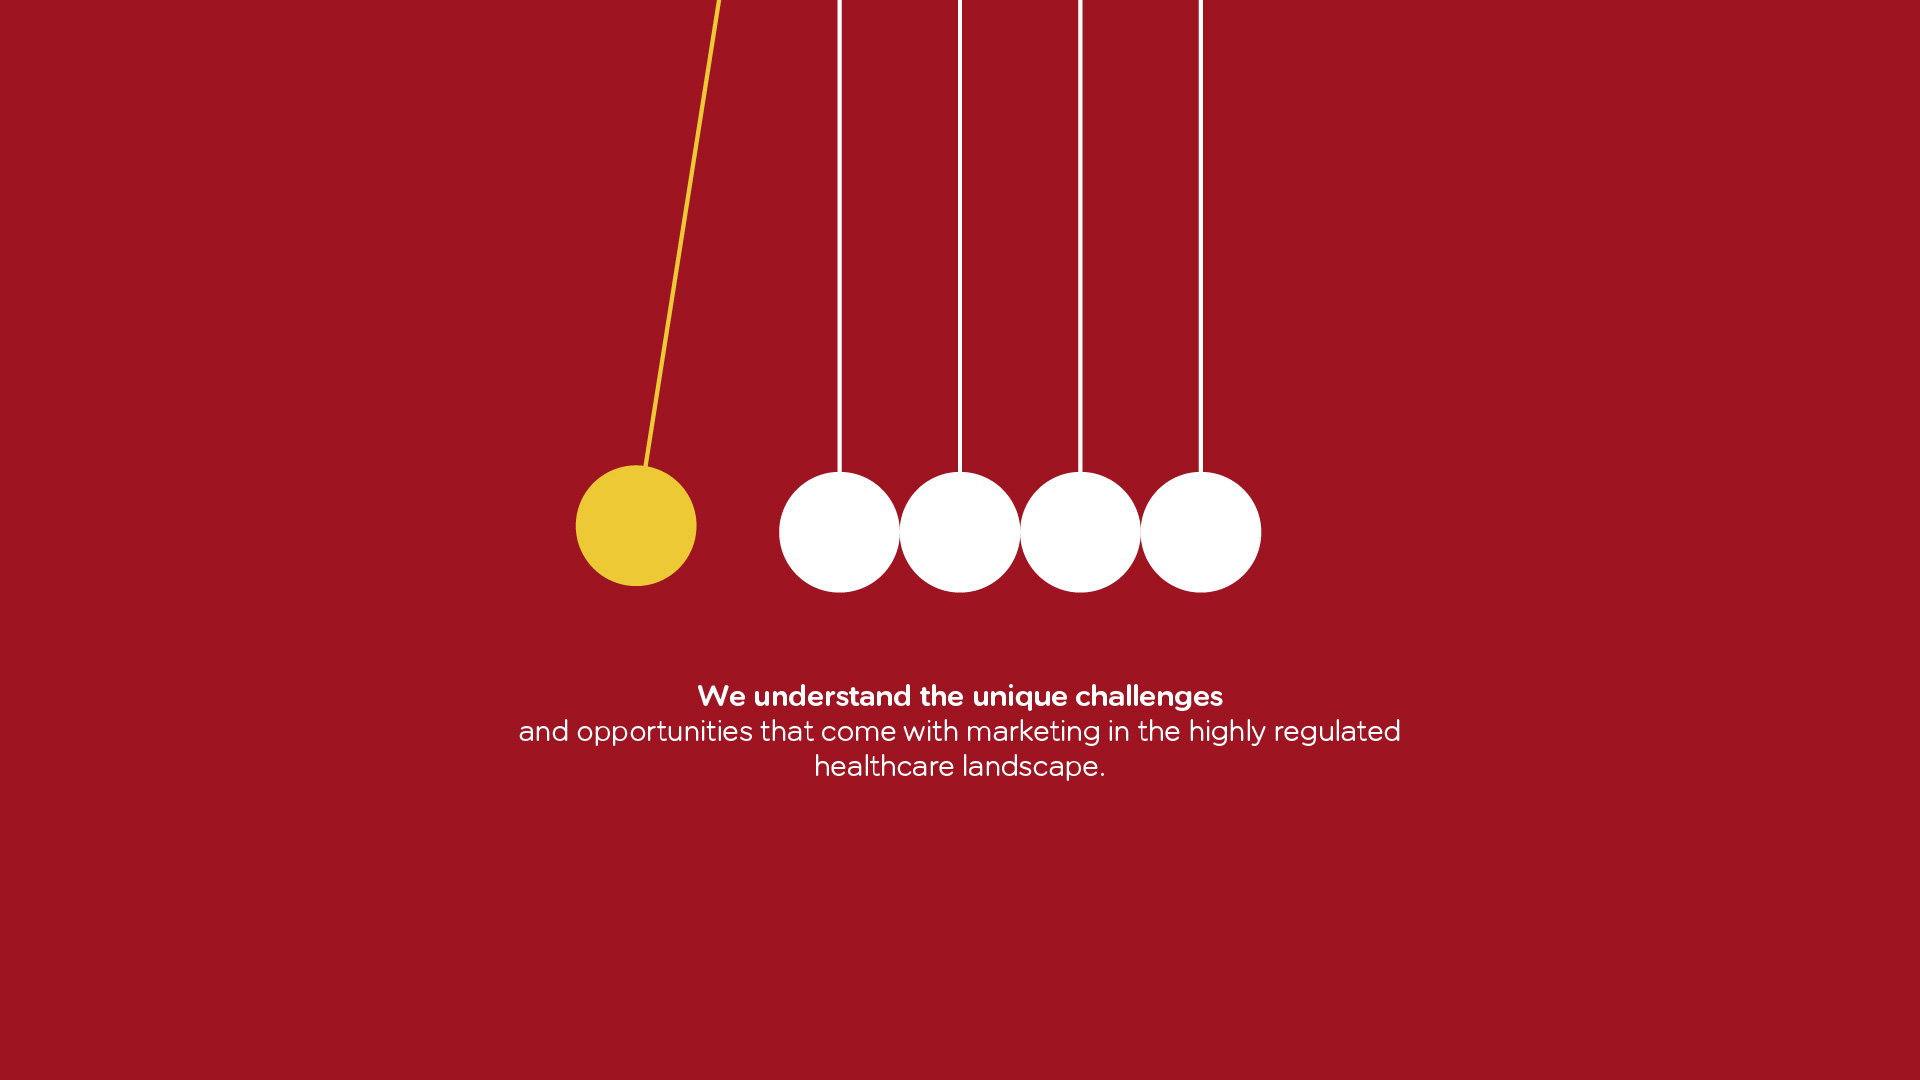 We understand the unique challenges
and opportunities that come with marketing in the highly regulated
healthcare landscape.